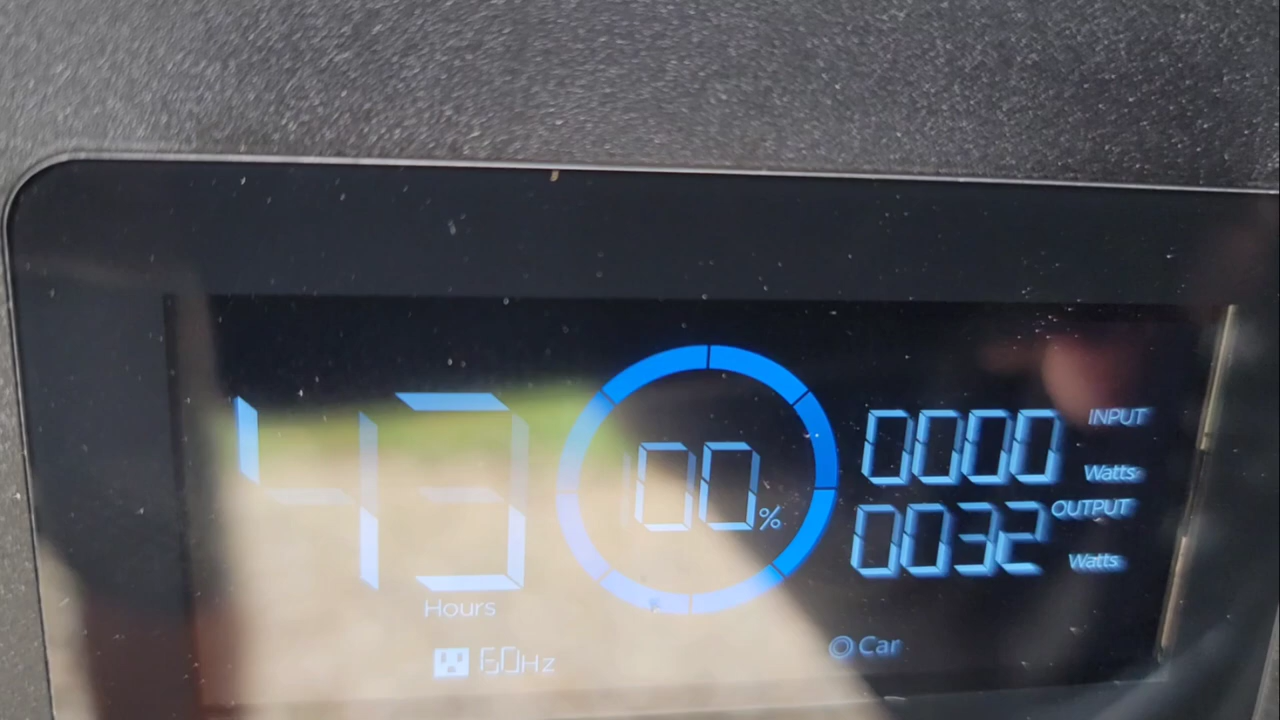 43
Hours
60Hz
100%
0000 INPUT Watts
0032 OUTPUT Watts
Car